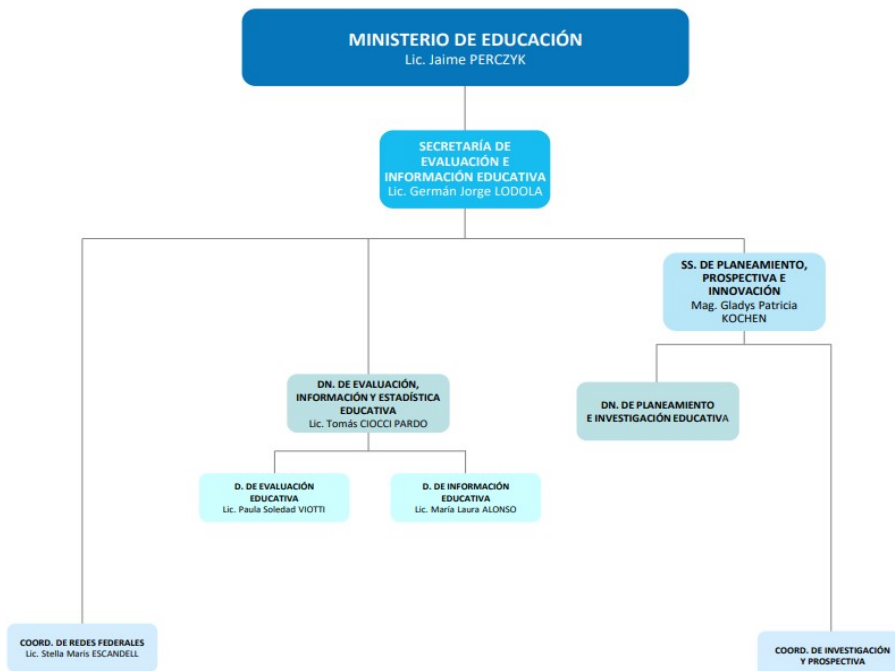 MINISTERIO DE EDUCACIÓN
Lic. Jaime PERCZYK
SECRETARÍA DE
EVALUACIÓN E
INFORMACIÓN EDUCATIVA
Lic. Germán Jorge LODOLA
SS. DE PLANEAMIENTO,
PROSPECTIVA E
INNOVACIÓN
Mag. Gladys Patricia
KOCHEN
DN. DE EVALUACIÓN,
INFORMACIÓN Y ESTADÍSTICA
EDUCATIVA
Lic. Tomás CIOCCI PARDO
DN. DE PLANEAMIENTO
E INVESTIGACIÓN EDUCATIVA
D. DE EVALUACIÓN
EDUCATIVA
Lic. Paula Soledad VIOTTI
D. DE INFORMACIÓN
EDUCATIVA
Lic. María Laura ALONSO
COORD. DE REDES FEDERALES
Lic. Stella Maris ESCANDELL
COORD. DE INVESTIGACIÓN
Y PROSPECTIVA